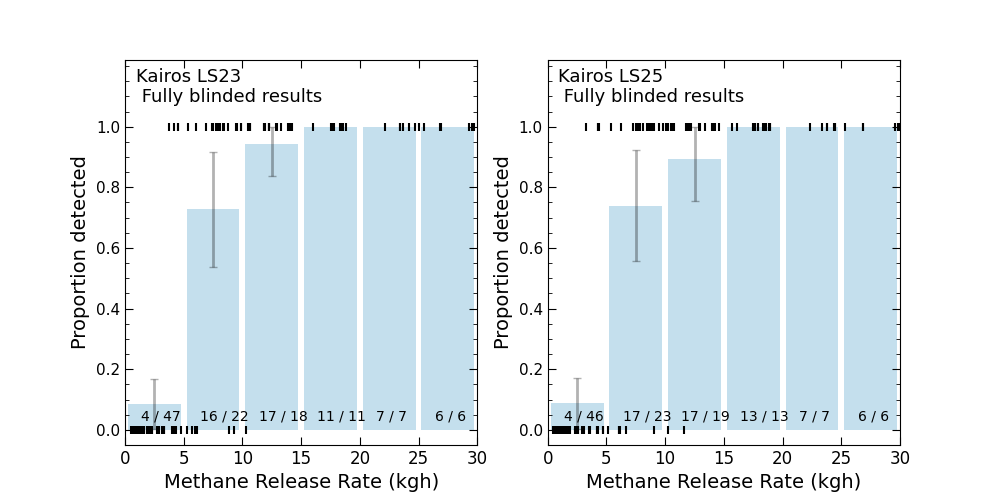 Kairos LS23
Fully blinded results
Proportion detected
1.0
0.8
0.6
0.4
0.2
0.0
4 / 47 16 / 22 17 / 18 11 / 11 7 / 7 6 / 6
0 5 10 15 20 25 30
Methane Release Rate (kgh)
Kairos LS25
Fully blinded results
Proportion detected
1.0
0.8
0.6
0.4
0.2
0.0
4 / 46 17 / 23 17 / 19 13 / 13 7 / 7 6 / 6
0 5 10 15 20 25 30
Methane Release Rate (kgh)